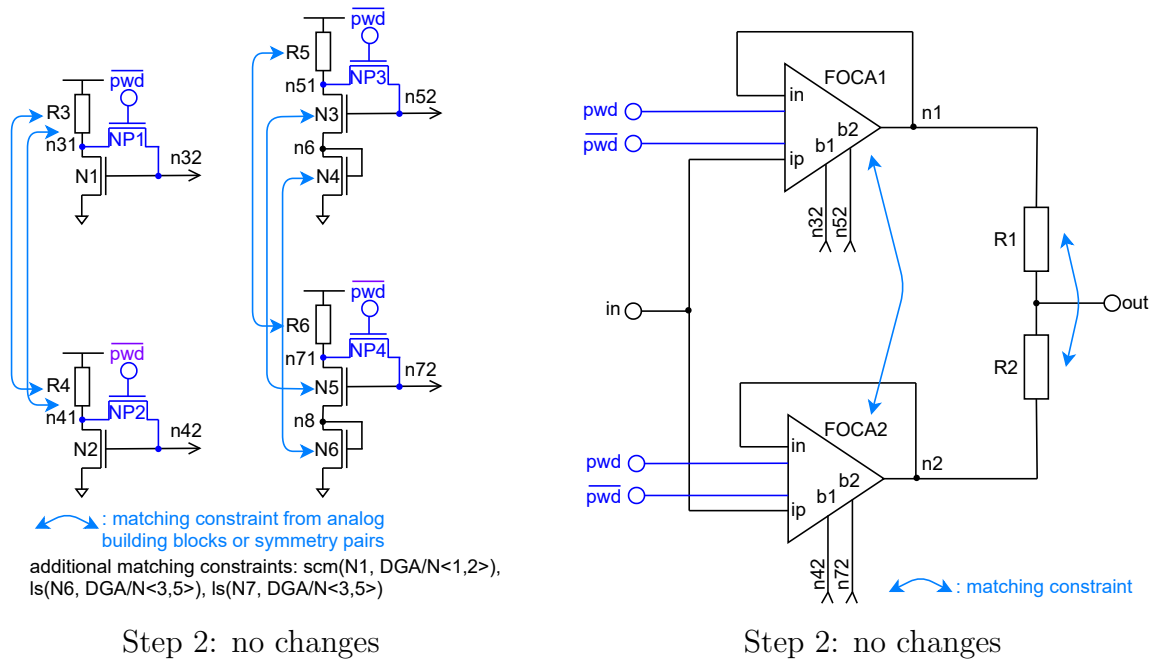 pwd
R5
NP3
n51
n52
N3
n6
N4
pwd
R3
NP1
n31
n32
N1
pwd
R6
NP4
n71
n72
N5
n8
N6
pwd
R4
NP2
n41
n42
N2
: matching constraint from analog
building blocks or symmetry pairs
additional matching constraints: scm(N1, DGA/N<1,2>),
ls(N6, DGA/N<3,5>), ls(N7, DGA/N<3,5>)
Step 2: no changes
FOCA1
in
pwd
pwd
b2
b1
ip
n1
n32
n52
R1
in
out
R2
FOCA2
in
pwd
pwd
b2
b1
ip
n2
n42
n72
: matching constraint
Step 2: no changes